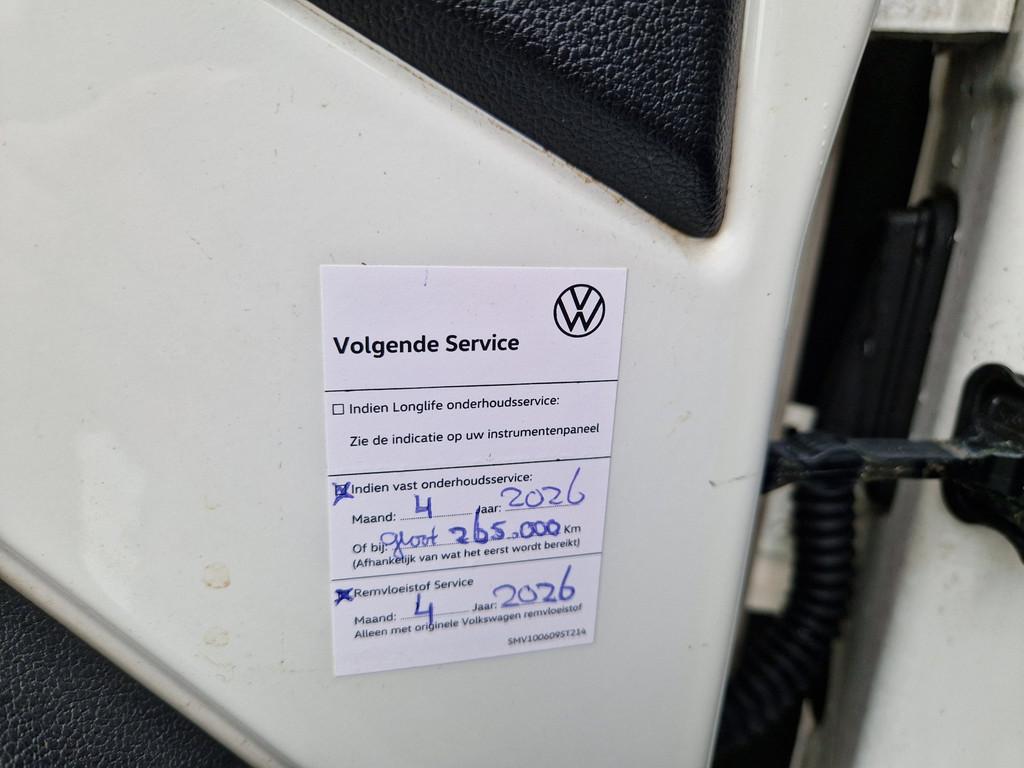 Volgende Service
Indien Longlife onderhoudsservice:
Zie de indicatie op uw instrumentenpaneel
Indien vast onderhoudsservice:
Maand: 4 Jaar: 2026
Of bij: groot 265.000 Km
(Afhankelijk van wat het eerst wordt bereikt)
Remvloeistof Service
Maand: 4 Jaar: 2026
Alleen met originele Volkswagen remvloeistof
SMV100609ST214